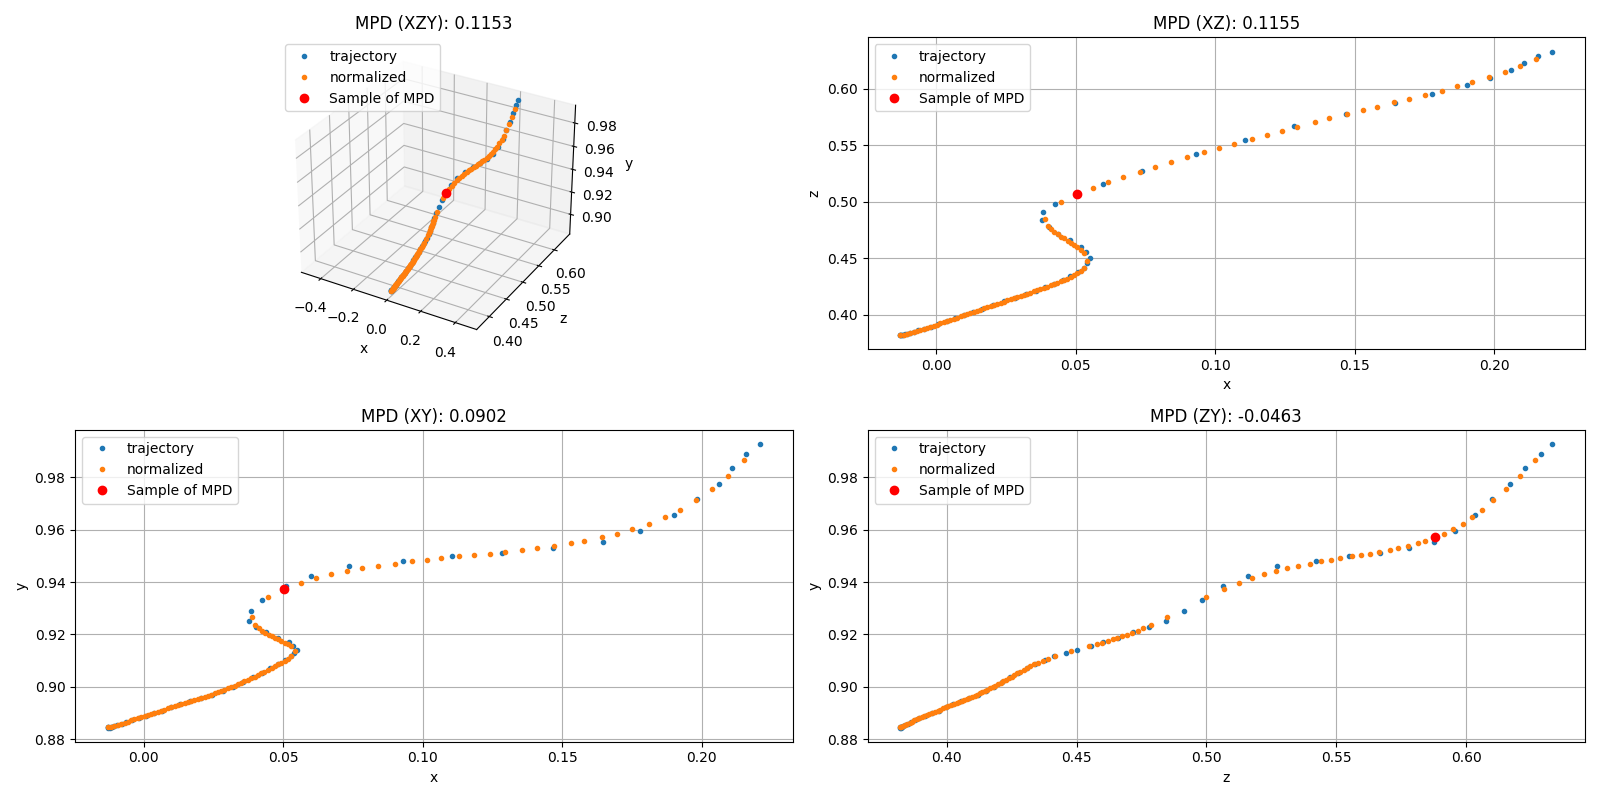 MPD (XZY): 0.1153
trajectory
normalized
Sample of MPD
0.98
0.96
0.94
0.92
0.90
y
−0.4
−0.2
0.0
0.2
0.4
x
0.40
0.45
0.50
0.55
0.60
z
MPD (XZ): 0.1155
trajectory
normalized
Sample of MPD
0.60
0.55
0.50
0.45
0.40
z
0.00 0.05 0.10 0.15 0.20
x
MPD (XY): 0.0902
trajectory
normalized
Sample of MPD
0.98
0.96
0.94
0.92
0.90
0.88
y
0.00 0.05 0.10 0.15 0.20
x
MPD (ZY): -0.0463
trajectory
normalized
Sample of MPD
0.98
0.96
0.94
0.92
0.90
0.88
y
0.40 0.45 0.50 0.55 0.60
z